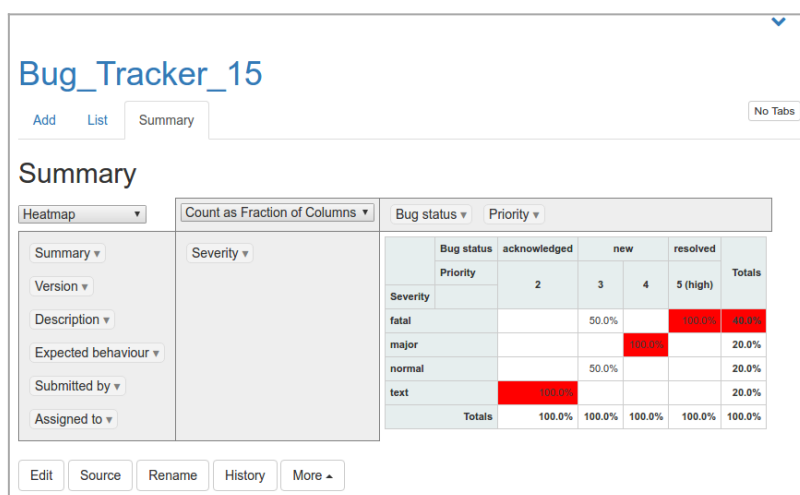 Bug_Tracker_15
Add List Summary
No Tabs
Summary
Heatmap
Count as Fraction of Columns
Bug status Priority
Summary
Version
Description
Expected behaviour
Submitted by
Assigned to
Severity
Bug status acknowledged new resolved
Priority 2 3 4 5 (high) Totals
Severity
fatal 50.0% 100.0% 40.0%
major 100.0% 20.0%
normal 50.0% 20.0%
text 100.0% 20.0%
Totals 100.0% 100.0% 100.0% 100.0% 100.0%
Edit Source Rename History More